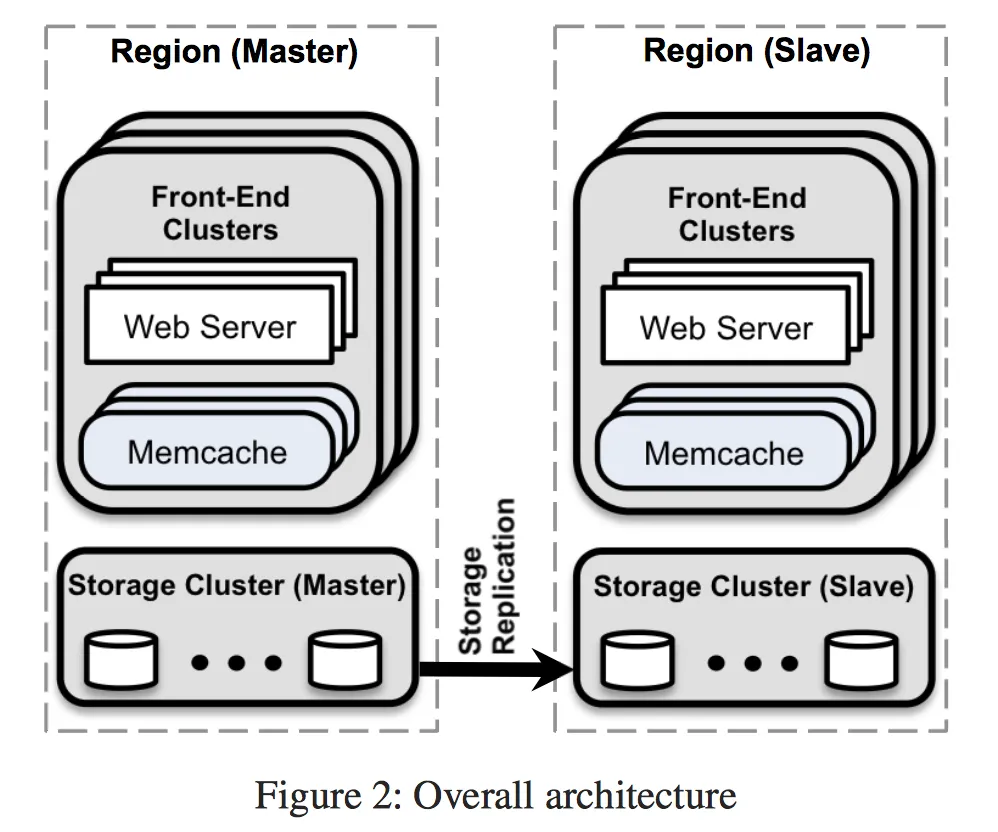 Region (Master)
Front-End
Clusters
Web Server
Memcache
Storage Cluster (Master)
Storage
Replication
Region (Slave)
Front-End
Clusters
Web Server
Memcache
Storage Cluster (Slave)
Figure 2: Overall architecture